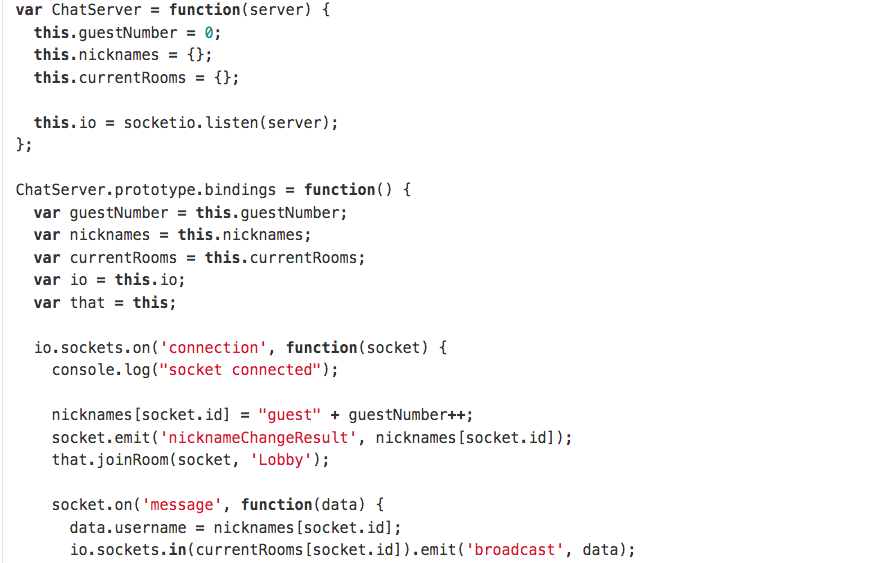 var ChatServer = function(server) {
  this.guestNumber = 0;
  this.nicknames = {};
  this.currentRooms = {};

  this.io = socketio.listen(server);
};

ChatServer.prototype.bindings = function() {
  var guestNumber = this.guestNumber;
  var nicknames = this.nicknames;
  var currentRooms = this.currentRooms;
  var io = this.io;
  var that = this;

  io.sockets.on('connection', function(socket) {
    console.log("socket connected");

    nicknames[socket.id] = "guest" + guestNumber++;
    socket.emit('nicknameChangeResult', nicknames[socket.id]);
    that.joinRoom(socket, 'Lobby');

    socket.on('message', function(data) {
      data.username = nicknames[socket.id];
      io.sockets.in(currentRooms[socket.id]).emit('broadcast', data);